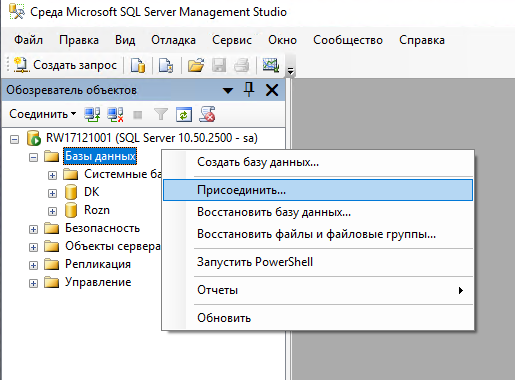 Среда Microsoft SQL Server Management Studio
Файл Правка Вид Отладка Сервис Окно Сообщество Справка
Создать запрос
Обозреватель объектов
Соединить
RW17121001 (SQL Server 10.50.2500 - sa)
Базы данных
Системные ба
DK
Rozn
Безопасность
Объекты сервера
Репликация
Управление
Создать базу данных...
Присоединить...
Восстановить базу данных...
Восстановить файлы и файловые группы...
Запустить PowerShell
Отчеты
Обновить